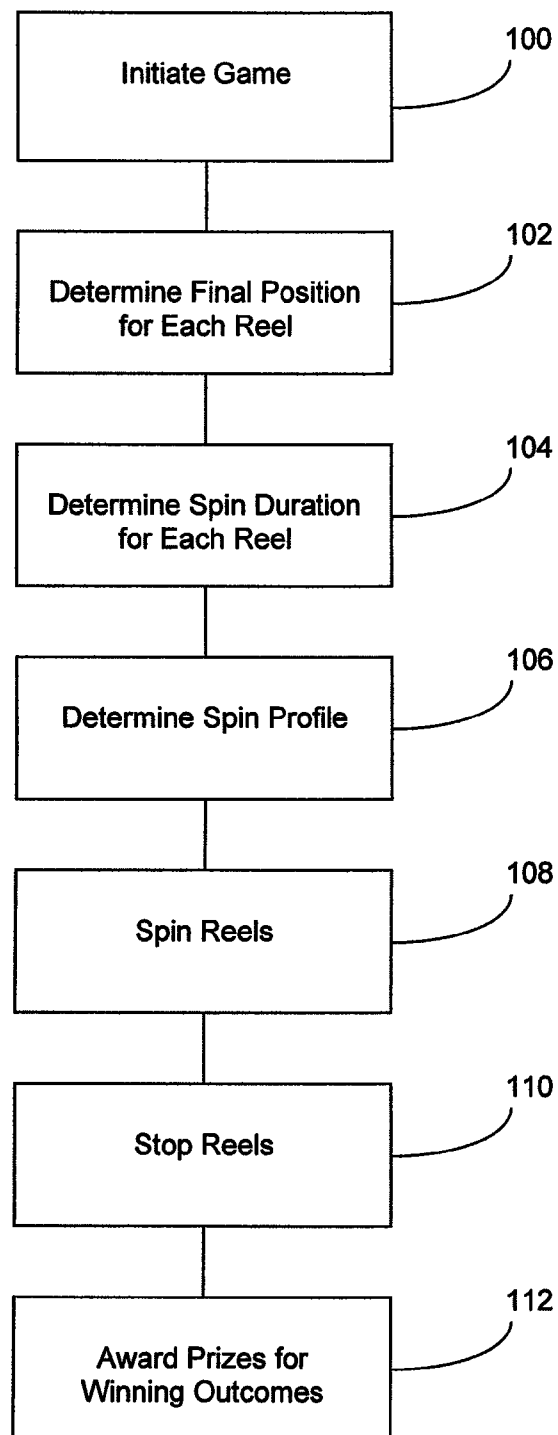 100
Initiate Game
102
Determine Final Position
for Each Reel
104
Determine Spin Duration
for Each Reel
106
Determine Spin Profile
108
Spin Reels
110
Stop Reels
112
Award Prizes for
Winning Outcomes